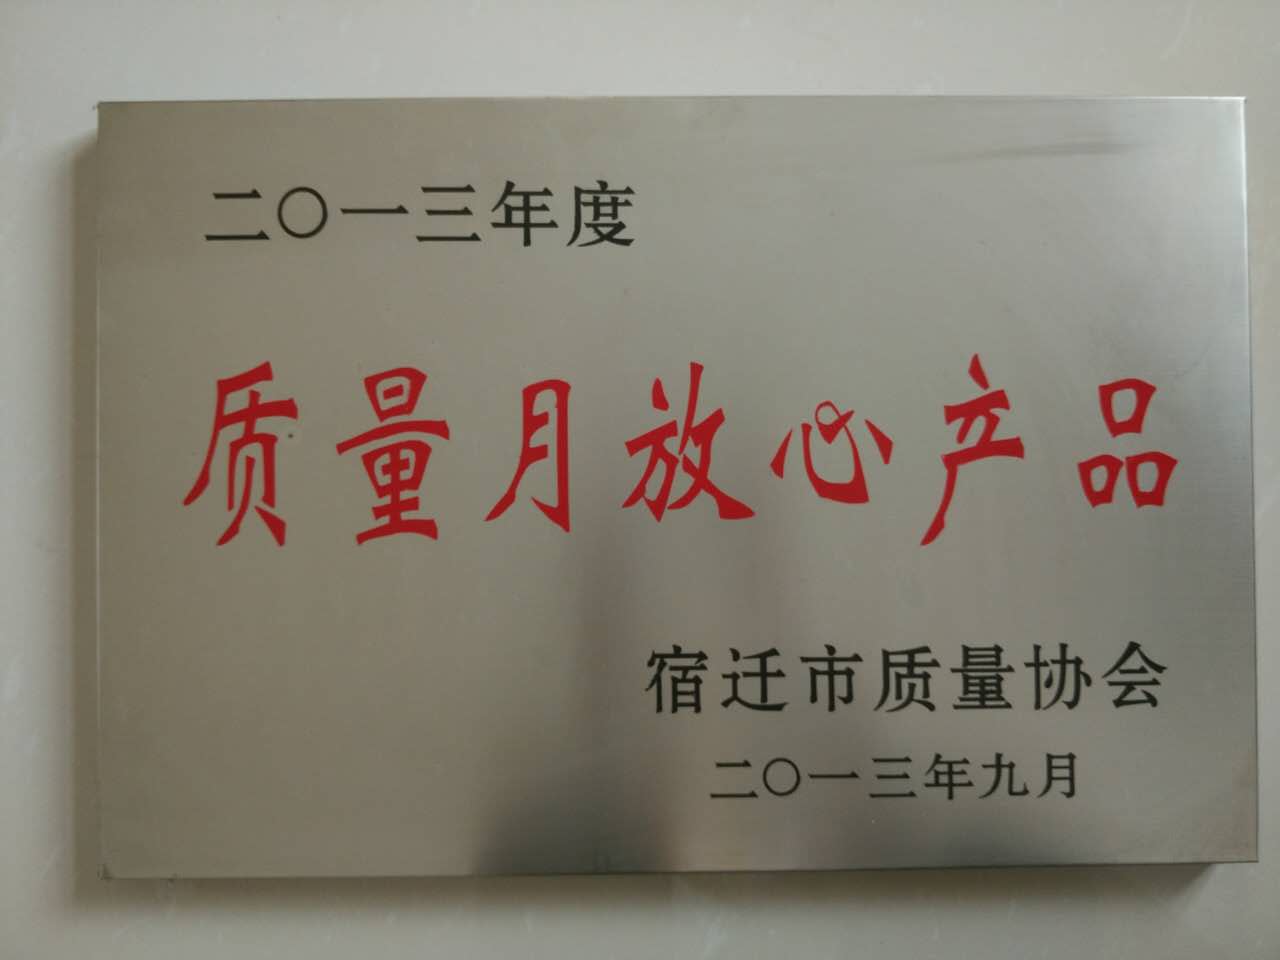 二〇一三年度
质量月放心产品
宿迁市质量协会
二〇一三年九月